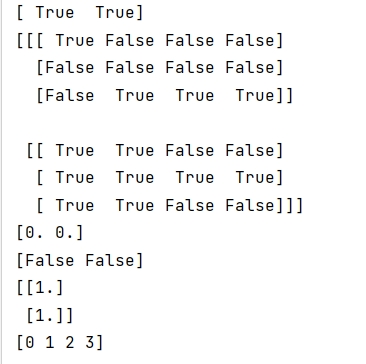 [ True  True]
[[[ True False False False]
  [False False False False]
  [False  True  True  True]]
 [[ True  True False False]
  [ True  True  True  True]
  [ True  True False False]]]
[0. 0.]
[False False]
[[1.]
 [1.]]
[0 1 2 3]